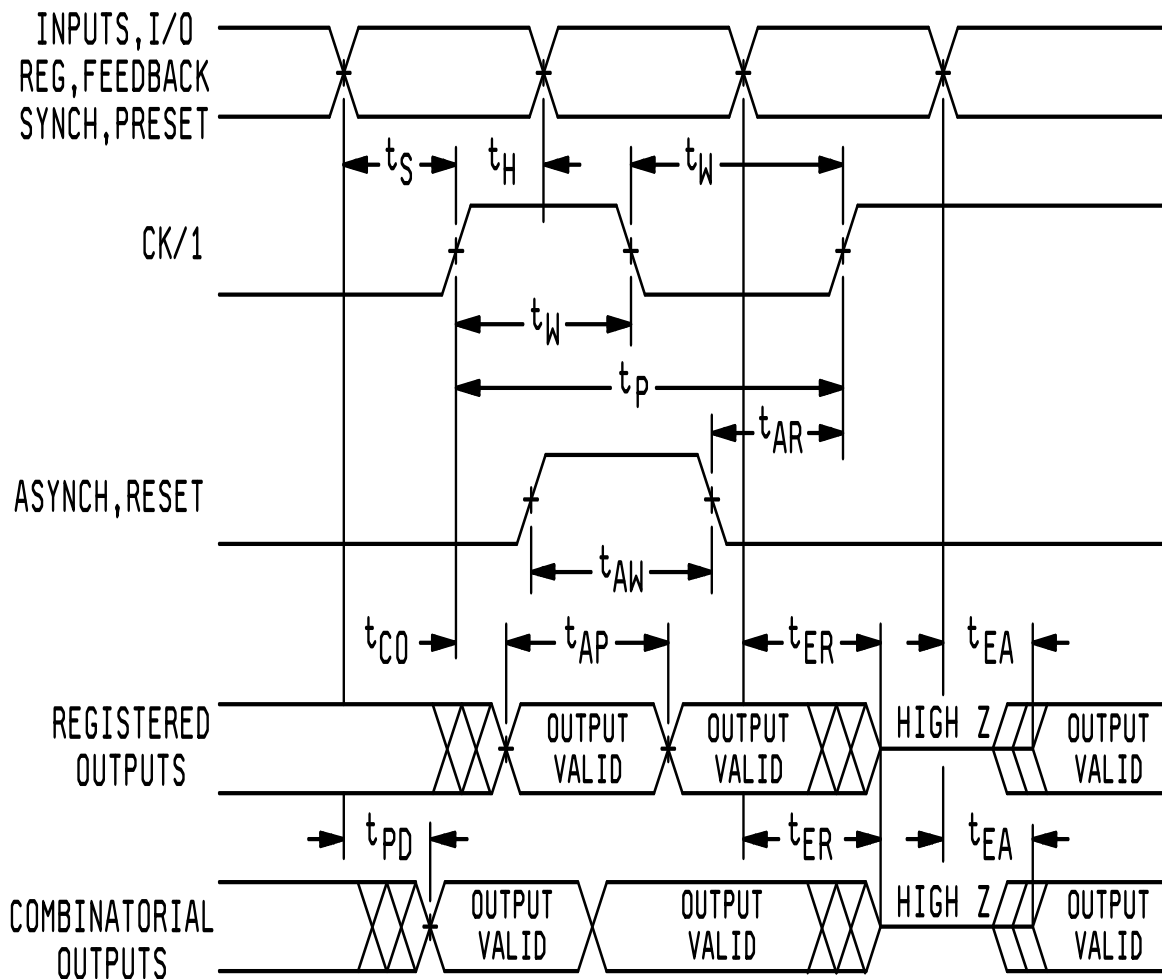 INPUTS,I/O
REG,FEEDBACK
SYNCH,PRESET
tS
tH
tW
CK/1
tW
tP
tAR
ASYNCH,RESET
tAW
tCO
tAP
tER
tEA
REGISTERED
OUTPUTS
OUTPUT
VALID
OUTPUT
VALID
HIGH Z
OUTPUT
VALID
tPD
tER
tEA
COMBINATORIAL
OUTPUTS
OUTPUT
VALID
OUTPUT
VALID
HIGH Z
OUTPUT
VALID